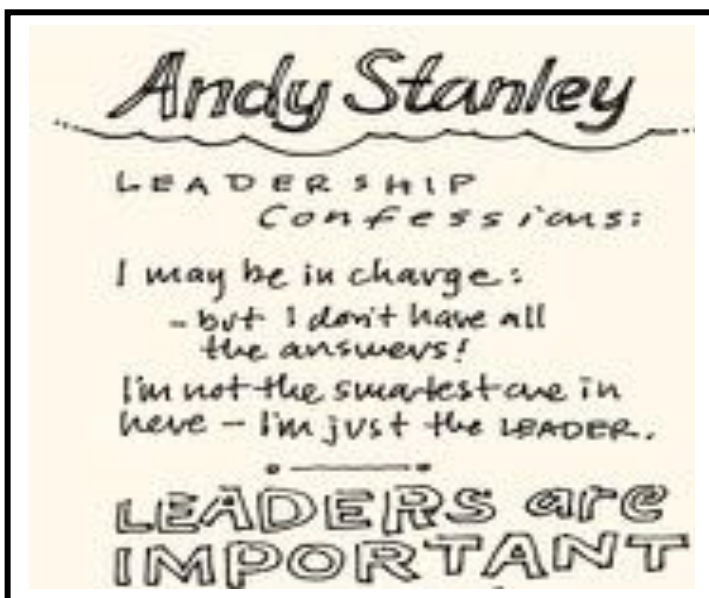 Andy Stanley
LEADERSHIP
Confessions:
I may be in charge:
- but I don't have all
the answers!
I'm not the smartest one in
here - I'm just the LEADER.
LEADERS are
IMPORTANT